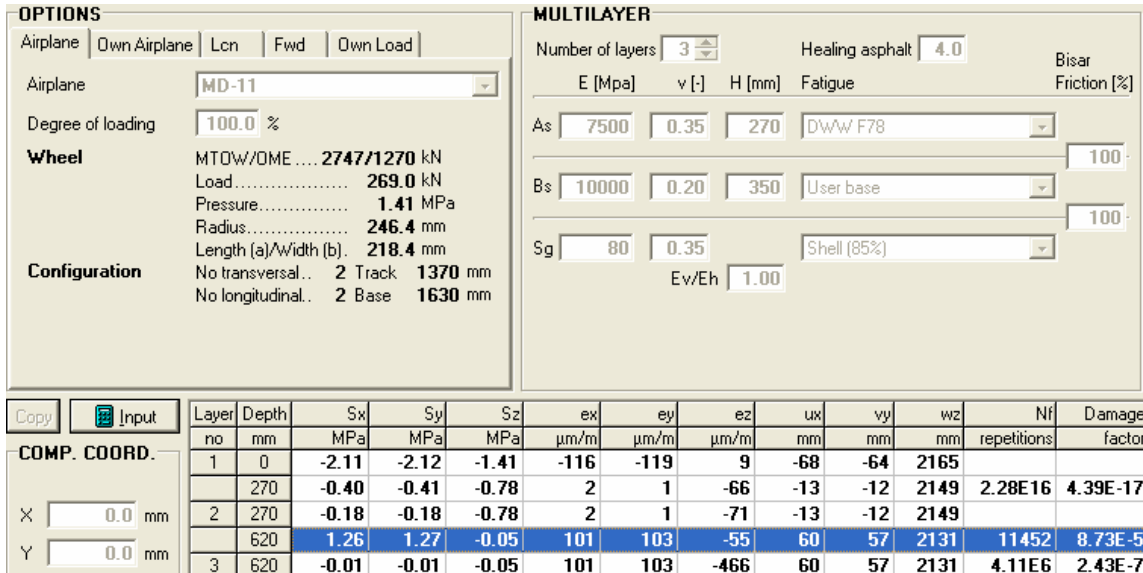 OPTIONS
Airplane Own Airplane Lcn Fwd Own Load
Airplane MD-11
Degree of loading 100.0 %
Wheel MTOW/OME .... 2747/1270 kN
Load................... 269.0 kN
Pressure............... 1.41 MPa
Radius................. 246.4 mm
Length (a)/Width (b). 218.4 mm
Configuration No transversal.. 2 Track 1370 mm
No longitudinal.. 2 Base 1630 mm
MULTILAYER
Number of layers 3 Healing asphalt 4.0
Bisar
E [Mpa] v [-] H [mm] Fatigue Friction [%]
As 7500 0.35 270 DWW F78
100
Bs 10000 0.20 350 User base
100
Sg 80 0.35 Shell (85%)
Ev/Eh 1.00
Copy Input
COMP. COORD.
X 0.0 mm
Y 0.0 mm
Layer Depth Sx Sy Sz ex ey ez ux vy wz Nf Damage
no mm MPa MPa MPa µm/m µm/m µm/m mm mm mm repetitions factor
1 0 -2.11 -2.12 -1.41 -116 -119 9 -68 -64 2165
270 -0.40 -0.41 -0.78 2 1 -66 -13 -12 2149 2.28E16 4.39E-17
2 270 -0.18 -0.18 -0.78 2 1 -71 -13 -12 2149
620 1.26 1.27 -0.05 101 103 -55 60 57 2131 11452 8.73E-5
3 620 -0.01 -0.01 -0.05 101 103 -466 60 57 2131 4.11E6 2.43E-7